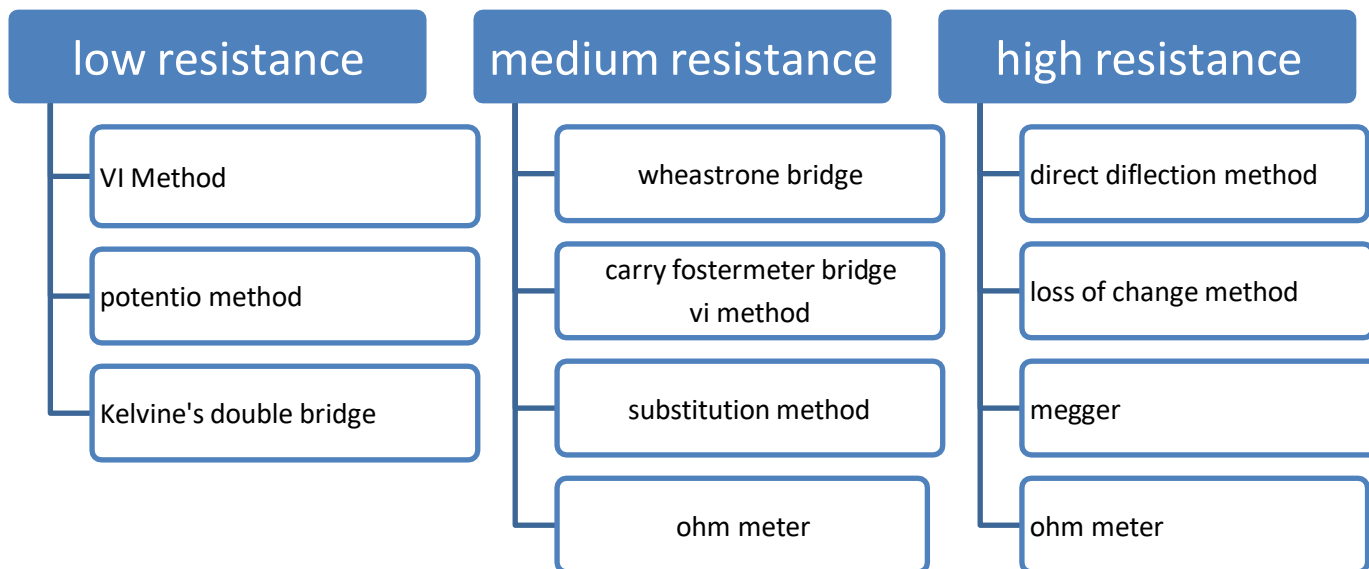 low resistance
VI Method
potentio method
Kelvine's double bridge
medium resistance
wheastrone bridge
carry fostermeter bridge
vi method
substitution method
ohm meter
high resistance
direct diflection method
loss of change method
megger
ohm meter